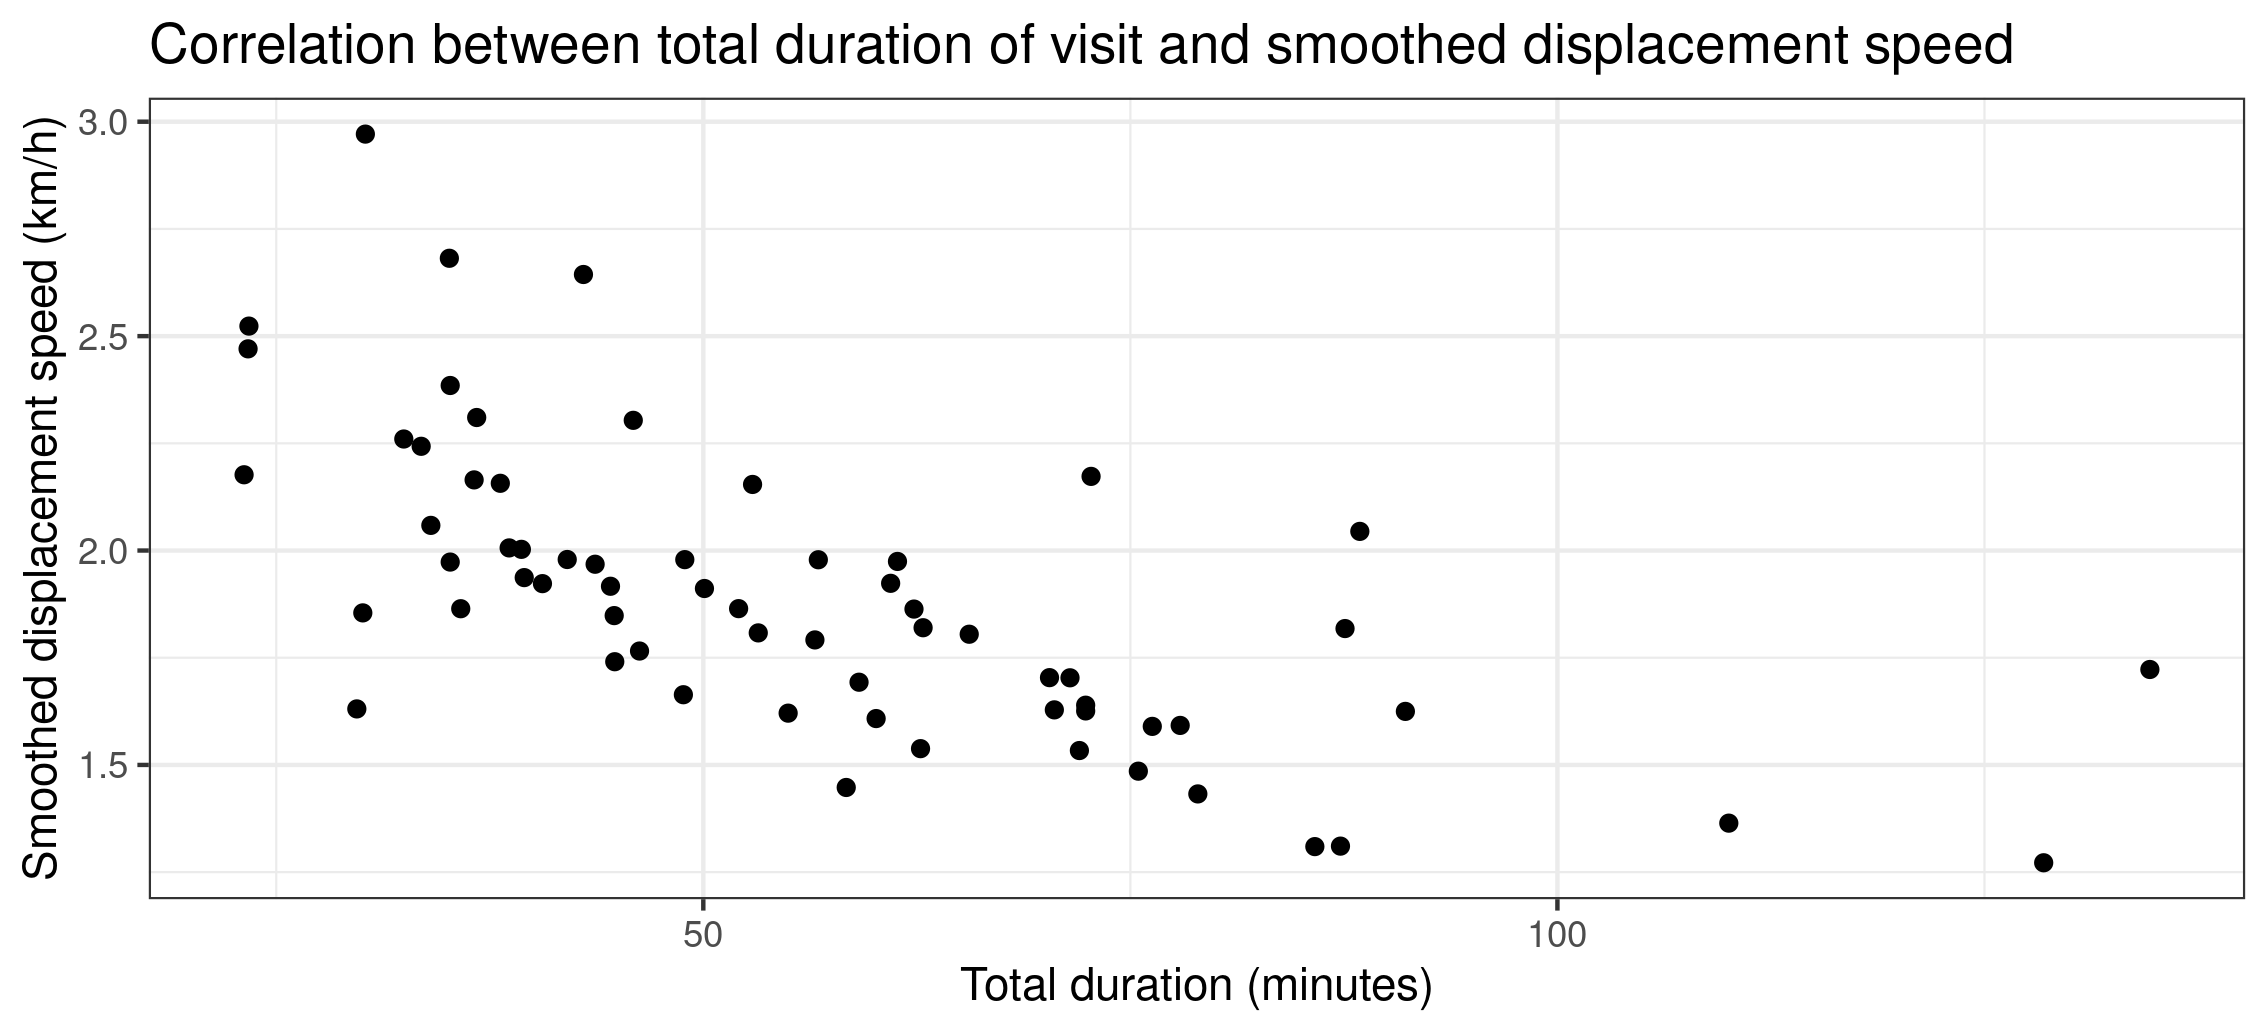 Correlation between total duration of visit and smoothed displacement speed
Smoothed displacement speed (km/h)
3.0
2.5
2.0
1.5
50
100
Total duration (minutes)